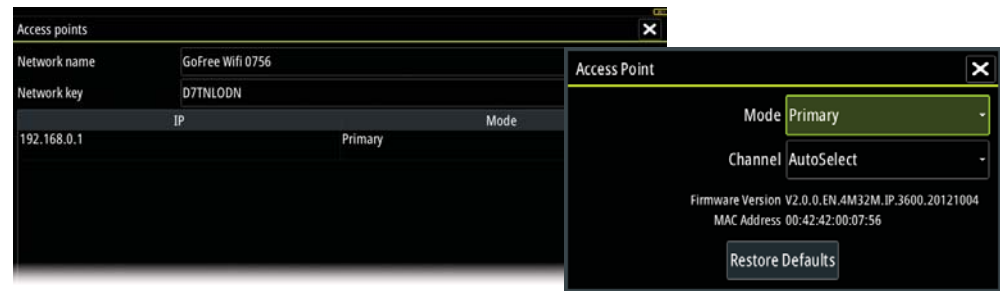 Access points
Network name GoFree Wifi 0756
Network key D7TNLODN
IP Mode
192.168.0.1 Primary
Access Point
Mode Primary
Channel AutoSelect
Firmware Version V2.0.0.EN.4M32M.IP.3600.20121004
MAC Address 00:42:42:00:07:56
Restore Defaults